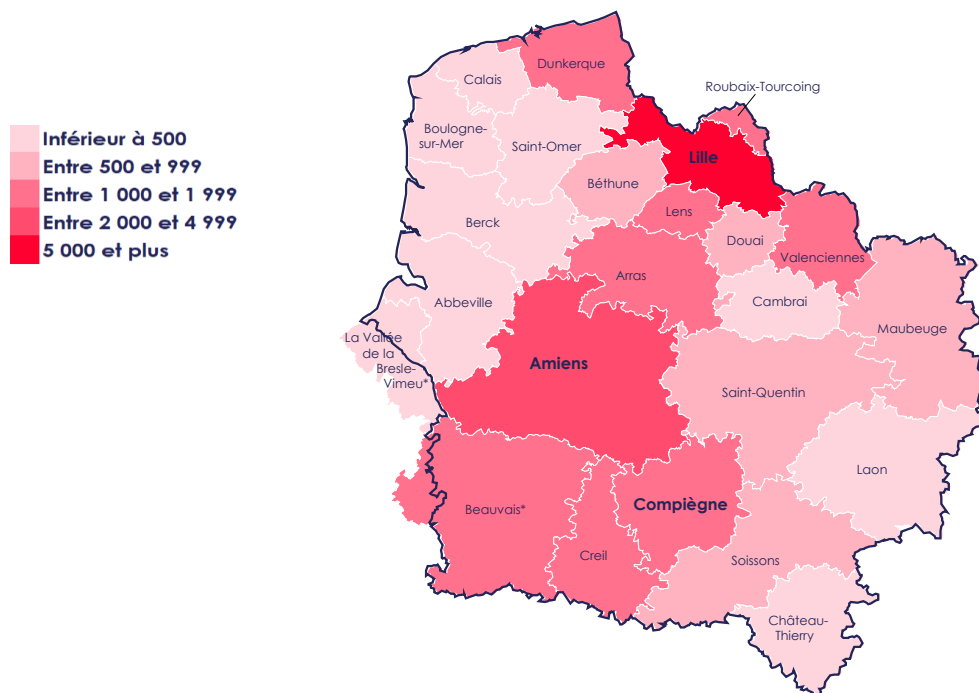 Inférieur à 500
Entre 500 et 999
Entre 1 000 et 1 999
Entre 2 000 et 4 999
5 000 et plus
Dunkerque
Calais
Roubaix-Tourcoing
Boulogne-
sur-Mer
Saint-Omer
Lille
Béthune
Berck
Lens
Douai
Valenciennes
Arras
Abbeville
Cambrai
Maubeuge
La Vallée
de la
Bresle-
Vimeu*
Amiens
Saint-Quentin
Laon
Beauvais*
Compiègne
Creil
Soissons
Château-
Thierry